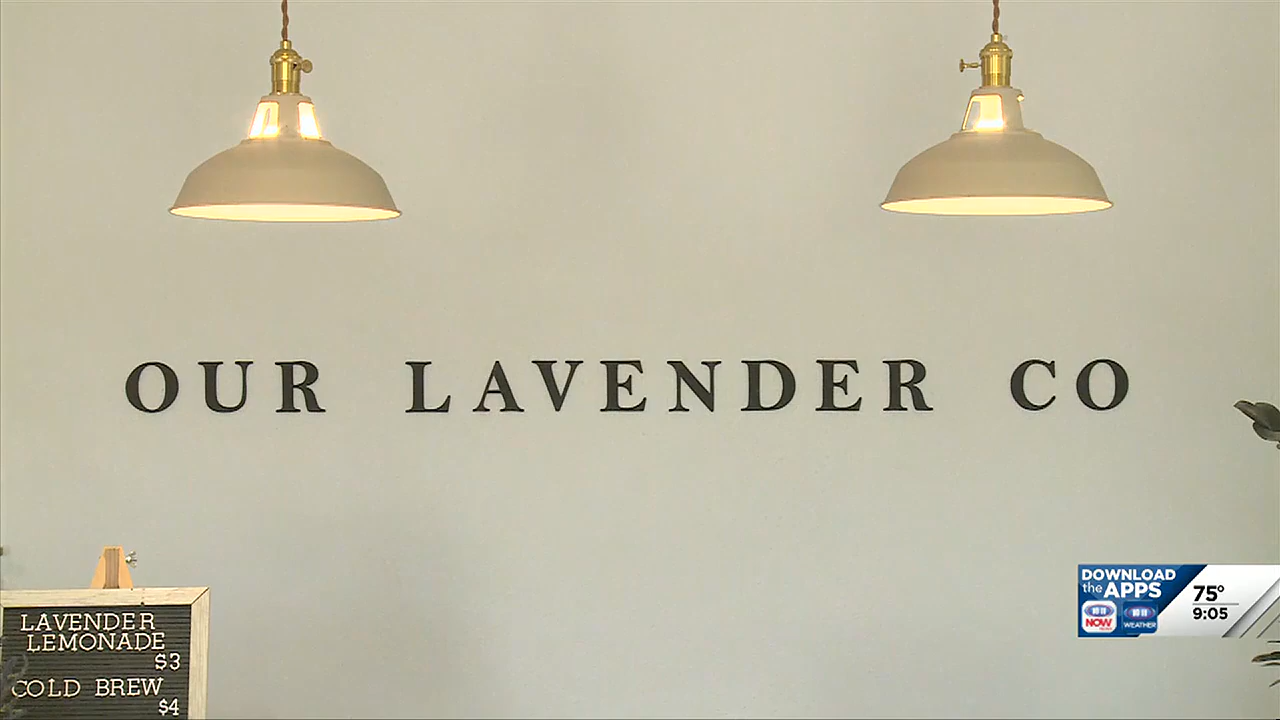 OUR LAVENDER CO
LAVENDER
LEMONADE
$3
COLD BREW
$4
DOWNLOAD
the APPS
NOW
WEATHER
75°
9:05